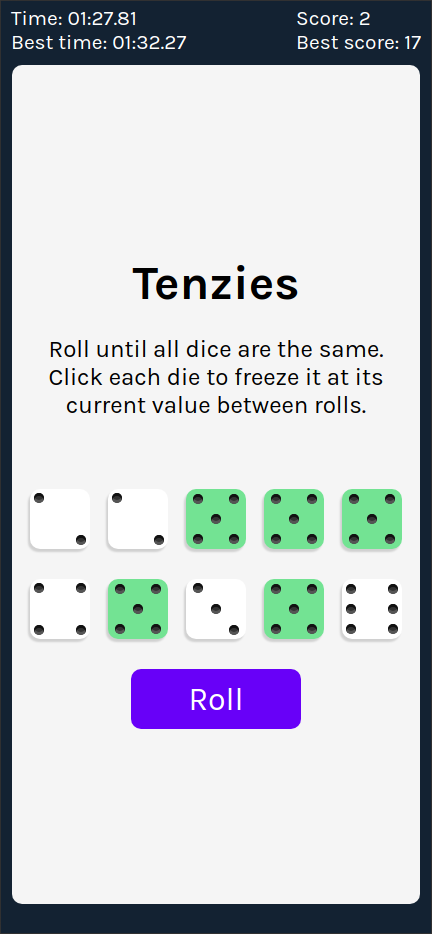 Time: 01:27.81
Score: 2
Best time: 01:32.27
Best score: 17
Tenzies
Roll until all dice are the same.
Click each die to freeze it at its
current value between rolls.
Roll